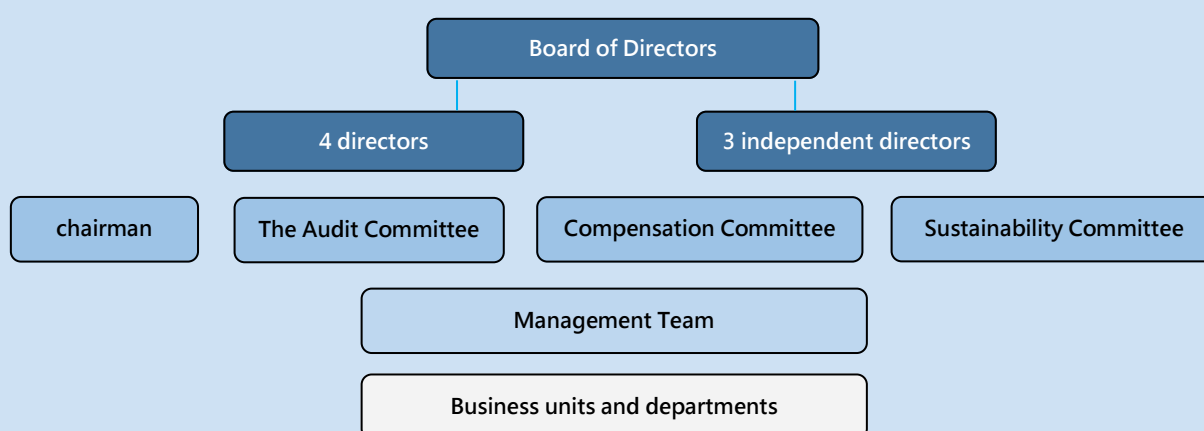 Board of Directors
4 directors
3 independent directors
chairman
The Audit Committee
Compensation Committee
Sustainability Committee
Management Team
Business units and departments